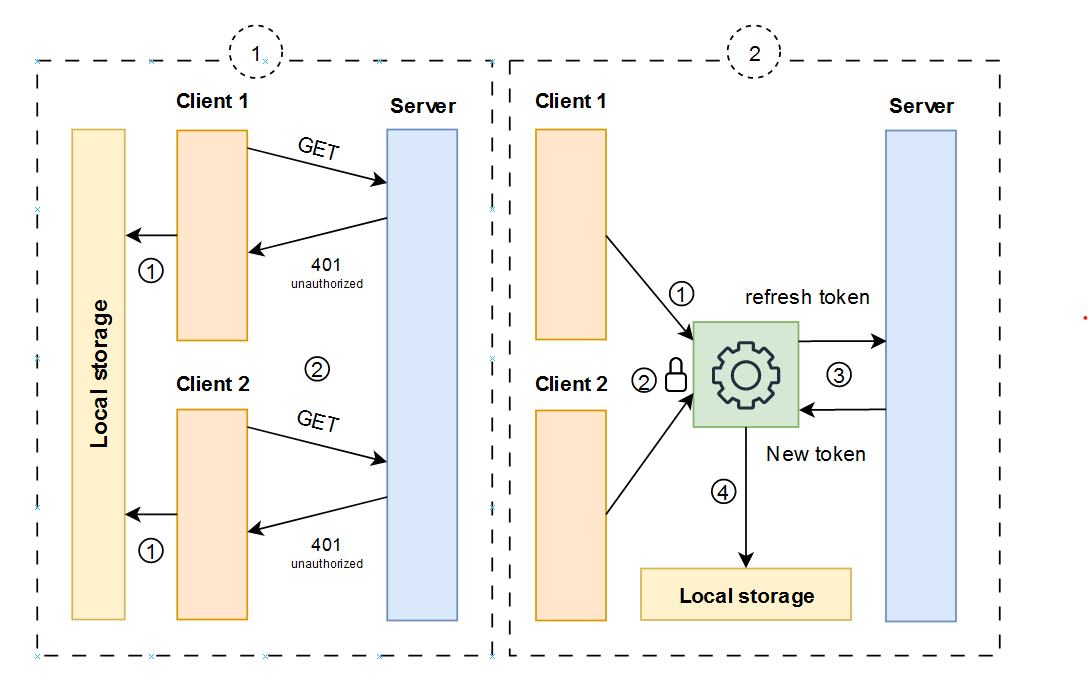 1
Client 1
Server
GET
401
unauthorized
1
Local storage
2
Client 2
GET
401
unauthorized
1
2
Client 1
Server
1
refresh token
Client 2
2
3
New token
4
Local storage